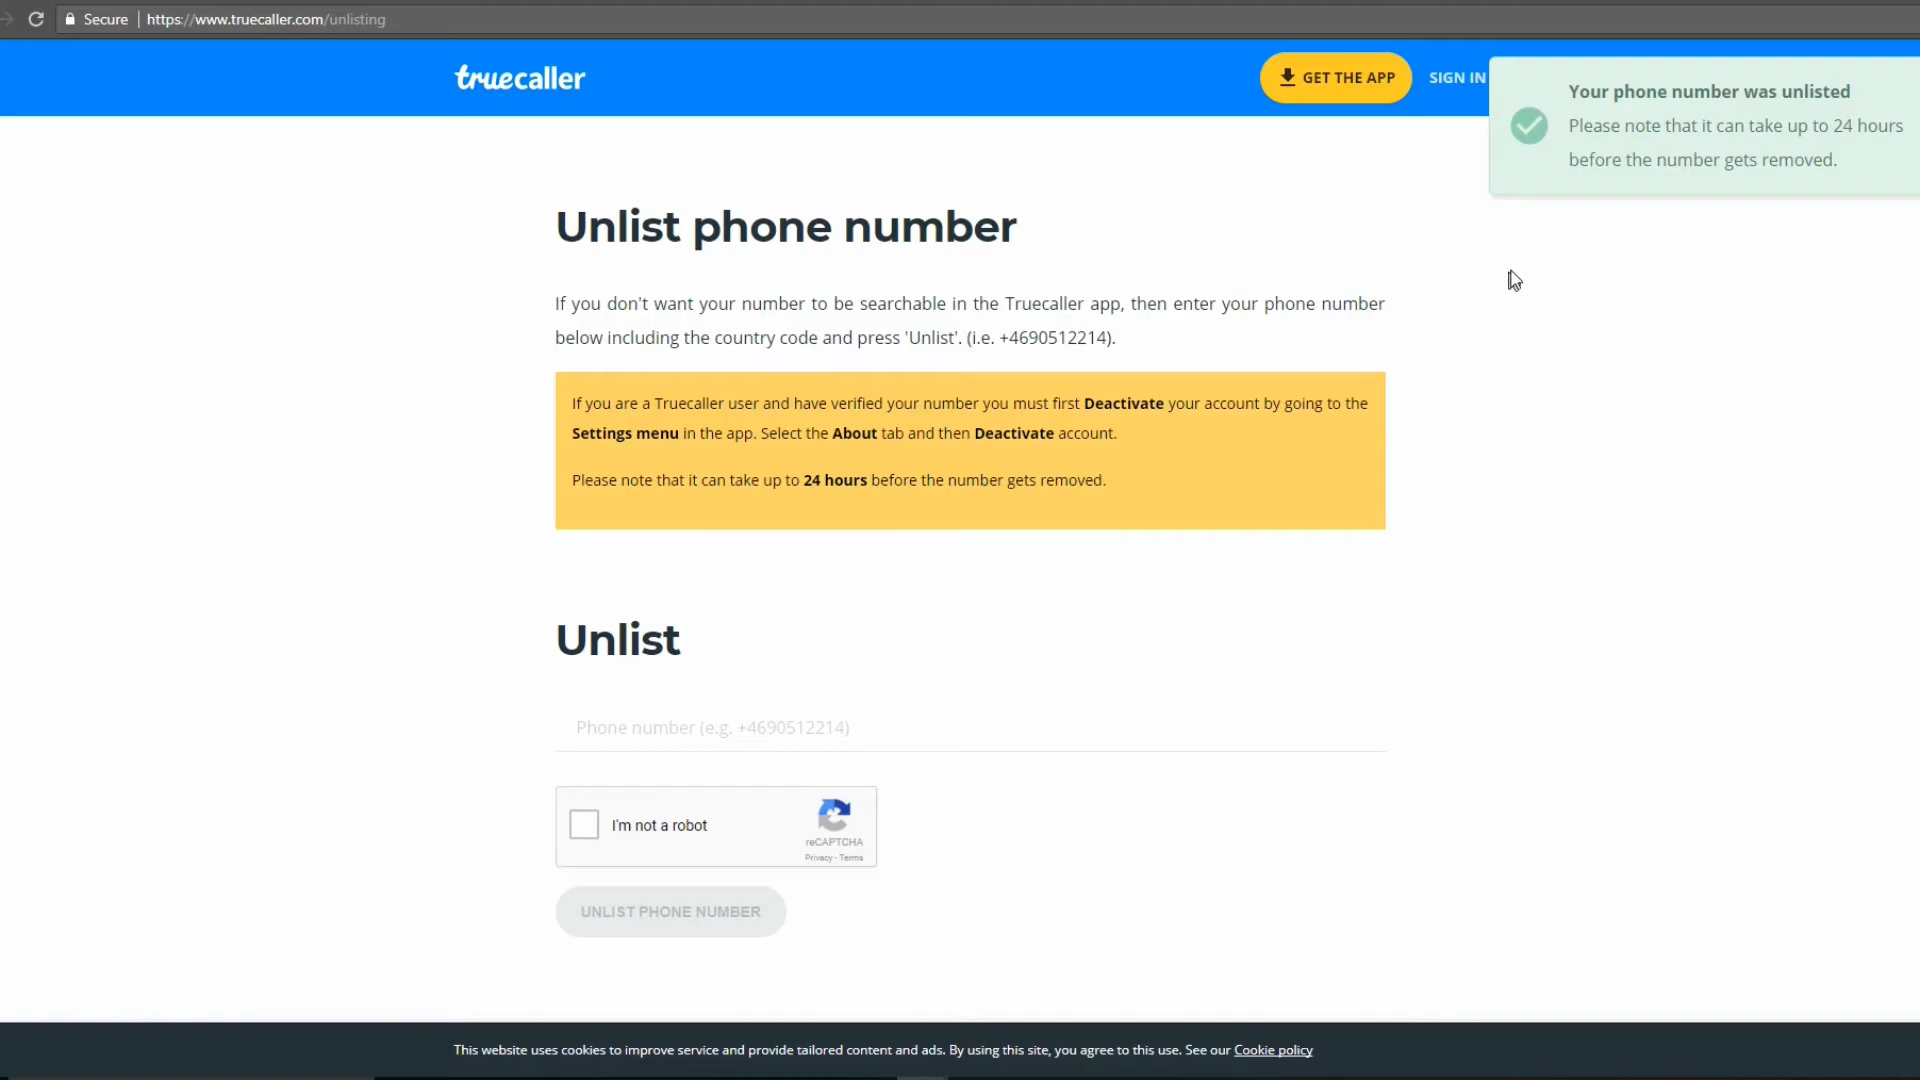 Secure | https://www.truecaller.com/unlisting
truecaller
GET THE APP
SIGN IN
Your phone number was unlisted
Please note that it can take up to 24 hours
before the number gets removed.
Unlist phone number
If you don't want your number to be searchable in the Truecaller app, then enter your phone number
below including the country code and press 'Unlist'. (i.e. +4690512214).
If you are a Truecaller user and have verified your number you must first Deactivate your account by going to the
Settings menu in the app. Select the About tab and then Deactivate account.
Please note that it can take up to 24 hours before the number gets removed.
Unlist
Phone number (e.g. +4690512214)
I'm not a robot
reCAPTCHA
Privacy - Terms
UNLIST PHONE NUMBER
This website uses cookies to improve service and provide tailored content and ads. By using this site, you agree to this use. See our Cookie policy